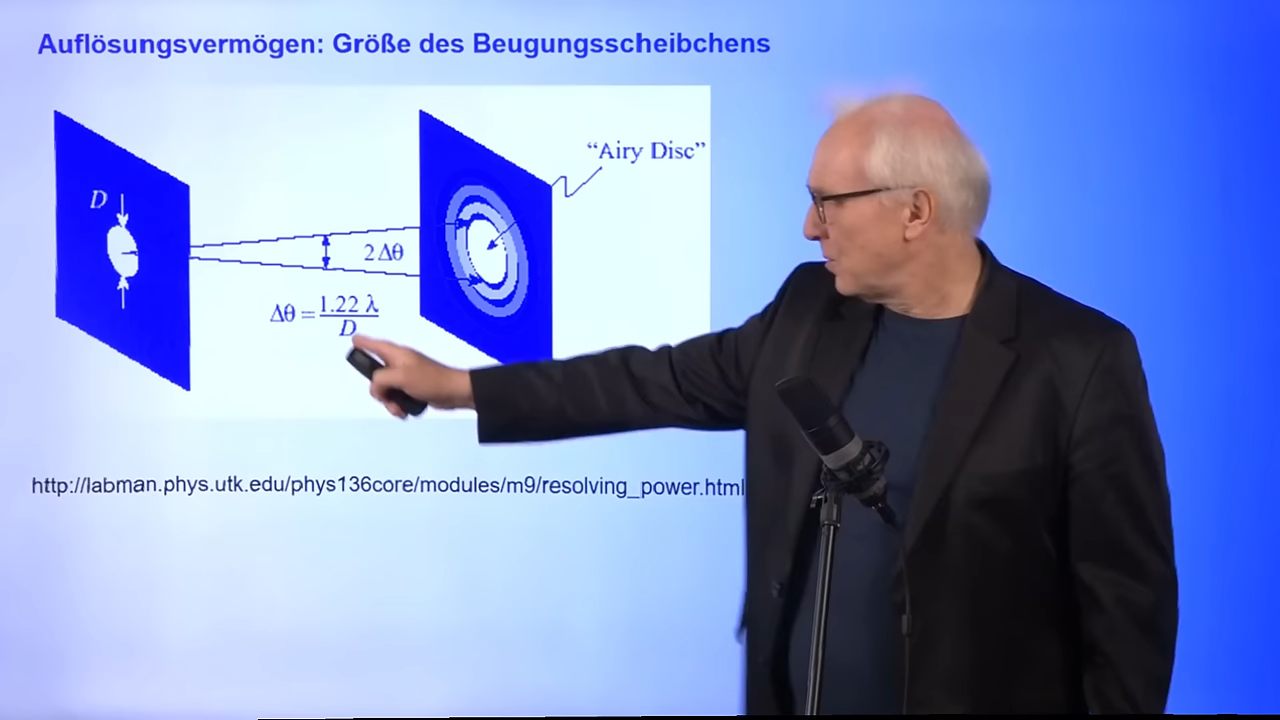 Auflösungsvermögen: Größe des Beugungsscheibchens
“Airy Disc”
D
2 Δθ
Δθ = 1.22 λ
D
http://labman.phys.utk.edu/phys136core/modules/m9/resolving_power.html